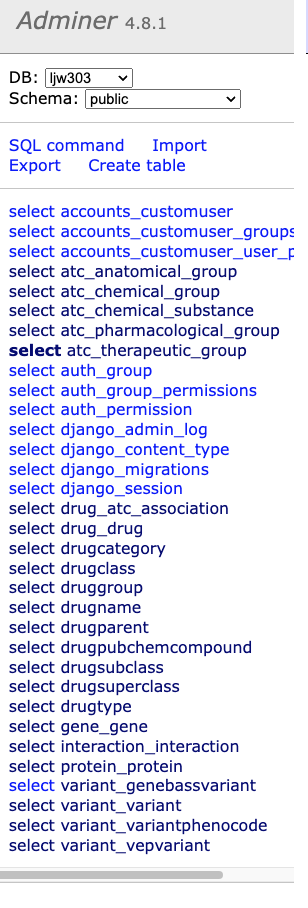 Adminer 4.8.1
DB: ljw303
Schema: public
SQL command Import
Export Create table
select accounts_customuser
select accounts_customuser_groups
select accounts_customuser_user_p
select atc_anatomical_group
select atc_chemical_group
select atc_chemical_substance
select atc_pharmacological_group
select atc_therapeutic_group
select auth_group
select auth_group_permissions
select auth_permission
select django_admin_log
select django_content_type
select django_migrations
select django_session
select drug_atc_association
select drug_drug
select drugcategory
select drugclass
select druggroup
select drugname
select drugparent
select drugpubchemcompound
select drugsubclass
select drugsuperclass
select drugtype
select gene_gene
select interaction_interaction
select protein_protein
select variant_genebassvariant
select variant_variant
select variant_variantphenocode
select variant_vepvariant